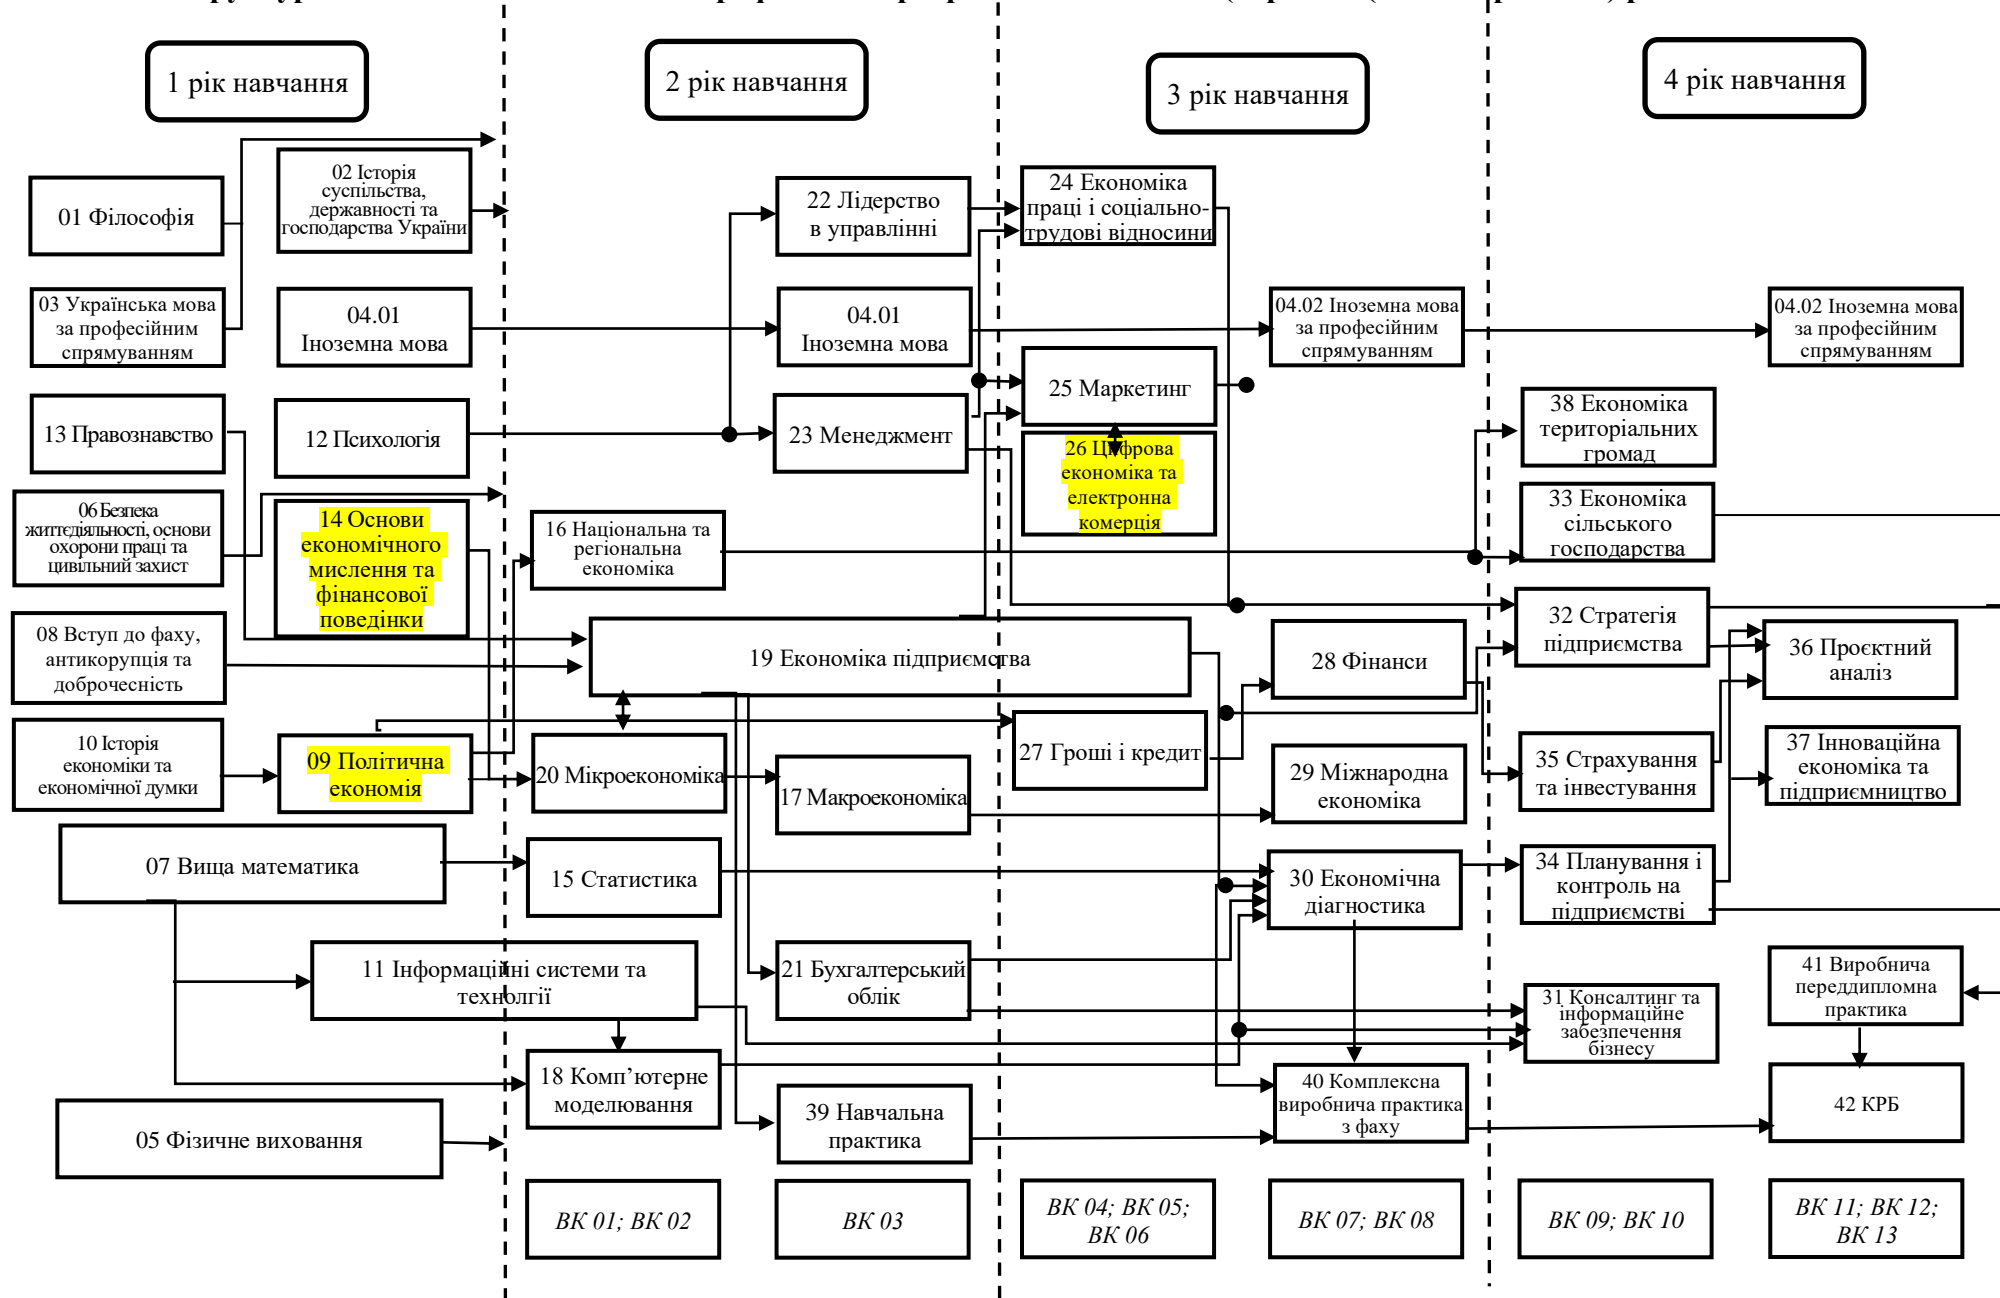 1 рік навчання
2 рік навчання
3 рік навчання
4 рік навчання
01 Філософія
02 Історія
суспільства,
державності та
господарства України
03 Українська мова
за професійним
спрямуванням
04.01
Іноземна мова
13 Правознавство
12 Психологія
06 Безпека
життєдіяльності, основи
охорони праці та
цивільний захист
14 Основи
економічного
мислення та
фінансової
поведінки
08 Вступ до фаху,
антикорупція та
доброчесність
10 Історія
економіки та
економічної думки
09 Політична
економія
07 Вища математика
11 Інформаційні системи та
технолгії
05 Фізичне виховання
22 Лідерство
в управлінні
04.01
Іноземна мова
23 Менеджмент
16 Національна та
регіональна
економіка
19 Економіка підприємства
20 Мікроекономіка
17 Макроекономіка
15 Статистика
21 Бухгалтерський
облік
18 Комп’ютерне
моделювання
39 Навчальна
практика
ВК 01; ВК 02
ВК 03
24 Економіка
праці і соціально-
трудові відносини
04.02 Іноземна мова
за професійним
спрямуванням
25 Маркетинг
26 Цифрова
економіка та
електронна
комерція
28 Фінанси
27 Гроші і кредит
29 Міжнародна
економіка
30 Економічна
діагностика
40 Комплексна
виробнича практика
з фаху
ВК 04; ВК 05;
ВК 06
ВК 07; ВК 08
04.02 Іноземна мова
за професійним
спрямуванням
38 Економіка
територіальних
громад
33 Економіка
сільського
господарства
32 Стратегія
підприємства
36 Проєктний
аналіз
35 Страхування
та інвестування
37 Інноваційна
економіка та
підприємництво
34 Планування і
контроль на
підприємстві
41 Виробнича
переддипломна
практика
31 Консалтинг та
інформаційне
забезпечення
бізнесу
42 КРБ
ВК 09; ВК 10
ВК 11; ВК 12;
ВК 13